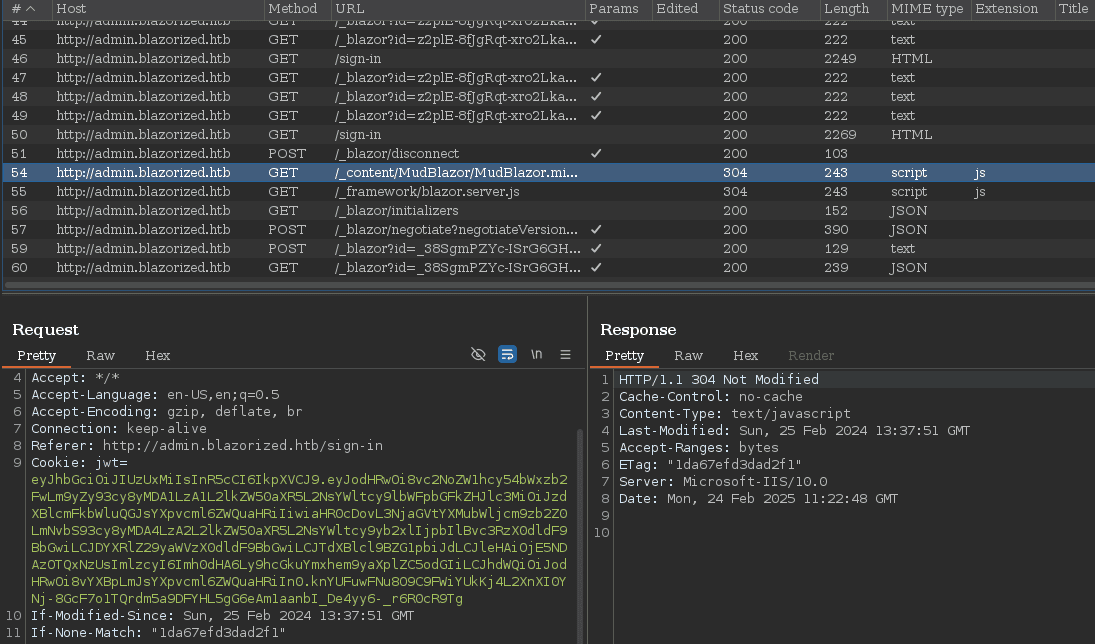 # Host Method URL Params Edited Status code Length MIME type Extension Title
44 http://admin.blazorized.htb GET 200 222 text
45 http://admin.blazorized.htb GET /_blazor?id=z2plE-8fJgRqt-xro2Lka... ✓ 200 222 text
46 http://admin.blazorized.htb GET /sign-in 200 2249 HTML
47 http://admin.blazorized.htb GET /_blazor?id=z2plE-8fJgRqt-xro2Lka... ✓ 200 222 text
48 http://admin.blazorized.htb GET /_blazor?id=z2plE-8fJgRqt-xro2Lka... ✓ 200 222 text
49 http://admin.blazorized.htb GET /_blazor?id=z2plE-8fJgRqt-xro2Lka... ✓ 200 222 text
50 http://admin.blazorized.htb GET /sign-in 200 2269 HTML
51 http://admin.blazorized.htb POST /_blazor/disconnect ✓ 200 103
54 http://admin.blazorized.htb GET /_content/MudBlazor/MudBlazor.mi... 304 243 script js
55 http://admin.blazorized.htb GET /_framework/blazor.server.js 304 243 script js
56 http://admin.blazorized.htb GET /_blazor/initializers 200 152 JSON
57 http://admin.blazorized.htb POST /_blazor/negotiate?negotiateVersion... ✓ 200 390 JSON
59 http://admin.blazorized.htb POST /_blazor?id=_38SgmPZYc-ISrG6GH... ✓ 200 129 text
60 http://admin.blazorized.htb GET /_blazor?id=_38SgmPZYc-ISrG6GH... ✓ 200 239 JSON
Request
Pretty Raw Hex \n
4 Accept: */*
5 Accept-Language: en-US,en;q=0.5
6 Accept-Encoding: gzip, deflate, br
7 Connection: keep-alive
8 Referer: http://admin.blazorized.htb/sign-in
9 Cookie: jwt=
eyJhbGciOiJIUzUxMiIsInR5cCI6IkpXVCJ9.eyJodHRwOi8vc2NoZW1hcy54bWxzb2
FwLm9yZy93cy8yMDA1LzA1L2lkZW50aXR5L2NsYWltcy9lbWFpbGFkZHJlc3MiOiJzd
XBlcmFkbWluQGJsYXpvcml6ZWQuaHRiIiwiaHR0cDovL3NjaGVtYXMubWljcm9zb2Z0
LmNvbS93cy8yMDA4LzA2L2lkZW50aXR5L2NsYWltcy9yb2xlIjpbIlBvc3RzX0dldF9
BbGwiLCJDYXRlZ29yaWVzX0dldF9BbGwiLCJTdXBlcl9BZG1pbiJdLCJleHAiOjE5ND
AzOTQxNzUsImlzcyI6Imh0dHA6Ly9hcGkuYmxhem9yaXplZC5odGIiLCJhdWQiOiJod
HRwOi8vYXBpLmJsYXpvcml6ZWQuaHRiIn0.knYUFuwFNu809C9FWiYUkKj4L2XnXI0Y
Nj-8GcF7o1TQrdm5a9DFYHL5gG6eAm1aanbI_De4yy6-_r6R0cR9Tg
10 If-Modified-Since: Sun, 25 Feb 2024 13:37:51 GMT
11 If-None-Match: "1da67efd3dad2f1"
Response
Pretty Raw Hex Render
1 HTTP/1.1 304 Not Modified
2 Cache-Control: no-cache
3 Content-Type: text/javascript
4 Last-Modified: Sun, 25 Feb 2024 13:37:51 GMT
5 Accept-Ranges: bytes
6 ETag: "1da67efd3dad2f1"
7 Server: Microsoft-IIS/10.0
8 Date: Mon, 24 Feb 2025 11:22:48 GMT
9
10